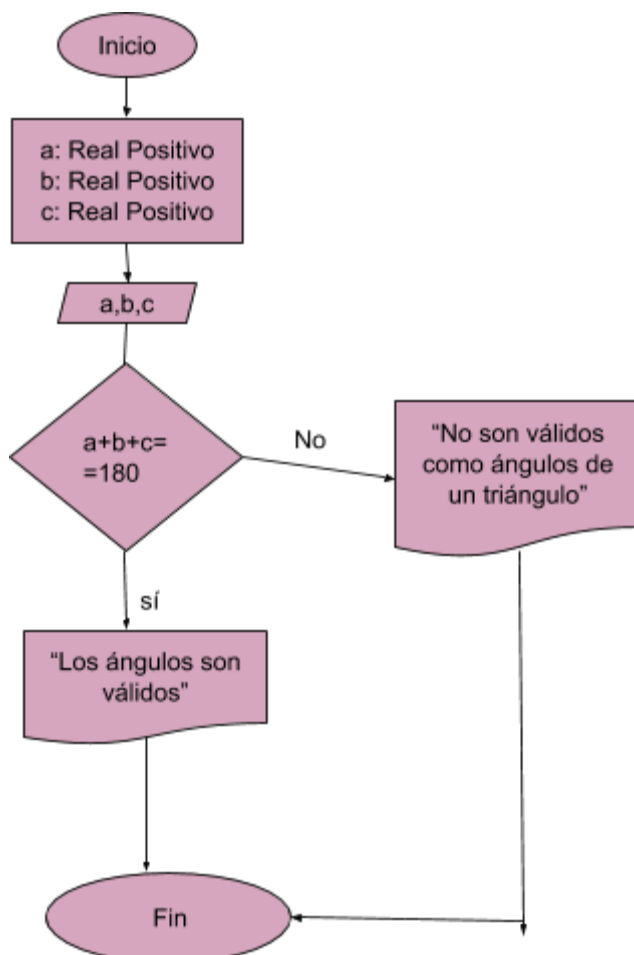 Inicio
a: Real Positivo
b: Real Positivo
c: Real Positivo
a,b,c
a+b+c=
=180
No
“No son válidos
como ángulos de
un triángulo”
sí
“Los ángulos son
válidos”
Fin